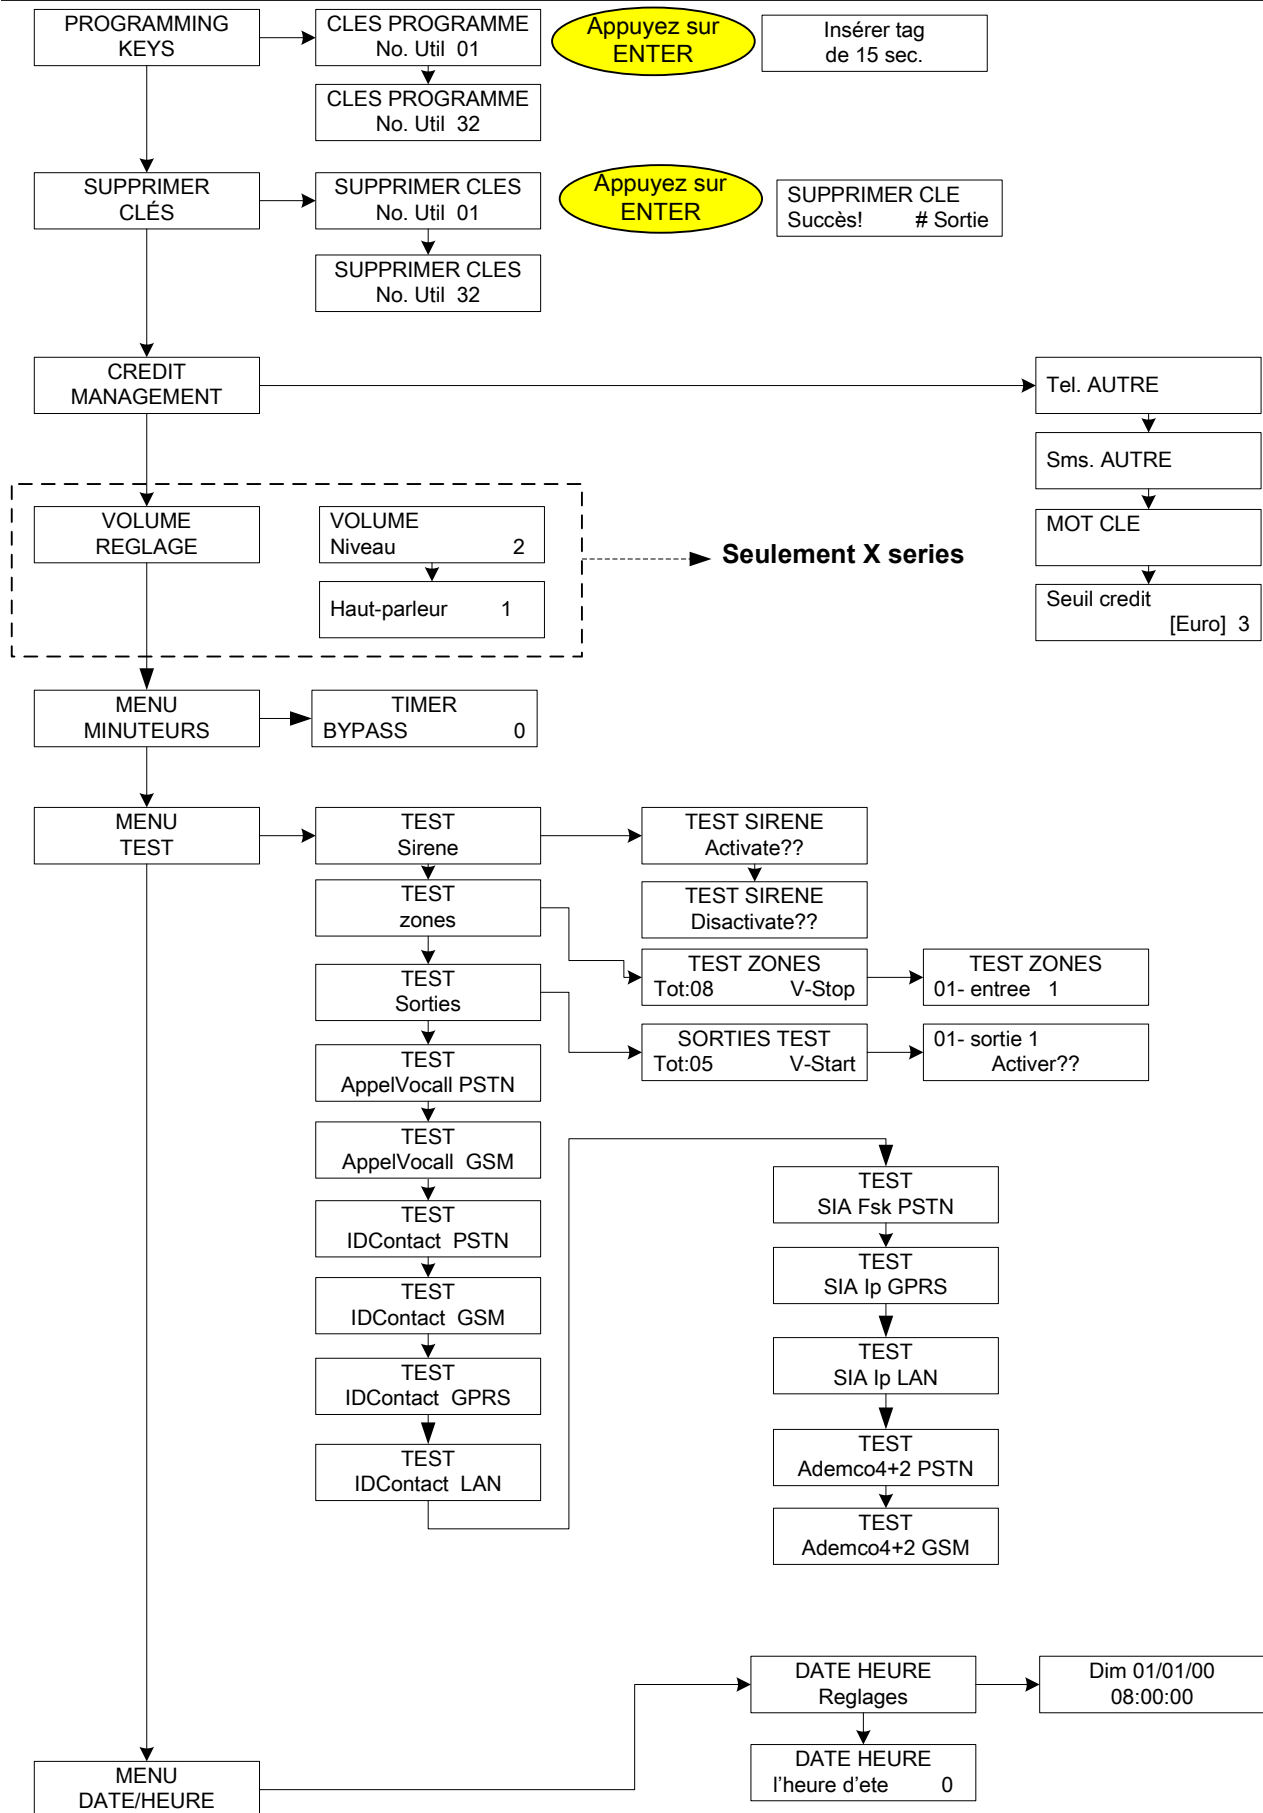 PROGRAMMING
KEYS
CLES PROGRAMME
No. Util 01
Appuyez sur
ENTER
Insérer tag
de 15 sec.
CLES PROGRAMME
No. Util 32
SUPPRIMER
CLÉS
SUPPRIMER CLES
No. Util 01
Appuyez sur
ENTER
SUPPRIMER CLE
Succès! # Sortie
SUPPRIMER CLES
No. Util 32
CREDIT
MANAGEMENT
Tel. AUTRE
Sms. AUTRE
MOT CLE
Seuil credit
[Euro] 3
VOLUME
REGLAGE
VOLUME
Niveau 2
Haut-parleur 1
Seulement X series
MENU
MINUTEURS
TIMER
BYPASS 0
MENU
TEST
TEST
Sirene
TEST SIRENE
Activate??
TEST SIRENE
Disactivate??
TEST
zones
TEST ZONES
Tot:08 V-Stop
TEST ZONES
01- entree 1
TEST
Sorties
SORTIES TEST
Tot:05 V-Start
01- sortie 1
Activer??
TEST
AppelVocall PSTN
TEST
AppelVocall GSM
TEST
IDContact PSTN
TEST
IDContact GSM
TEST
IDContact GPRS
TEST
IDContact LAN
TEST
SIA Fsk PSTN
TEST
SIA Ip GPRS
TEST
SIA Ip LAN
TEST
Ademco4+2 PSTN
TEST
Ademco4+2 GSM
MENU
DATE/HEURE
DATE HEURE
Reglages
Dim 01/01/00
08:00:00
DATE HEURE
l'heure d'ete 0